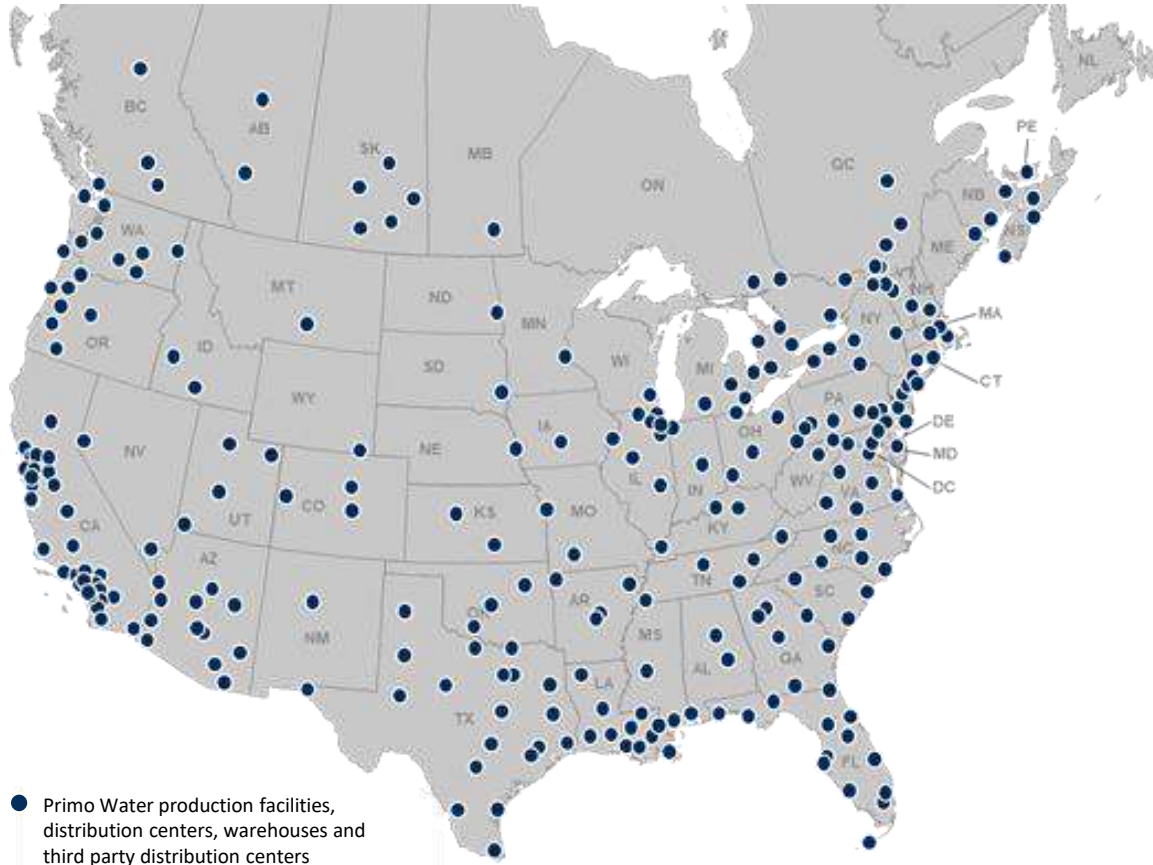 NL
BC
PE
AB
SK
MB
QC
ON
NB
NS
WA
ME
VT
NH
MT
ND
MN
NY
MA
OR
ID
SD
WI
MI
CT
WY
PA
IA
OH
DE
NV
NE
MD
IL
IN
WV
DC
UT
CO
KS
MO
VA
CA
KY
NC
AZ
TN
OK
AR
SC
NM
MS
AL
GA
LA
TX
FL
Primo Water production facilities,
distribution centers, warehouses and
third party distribution centers